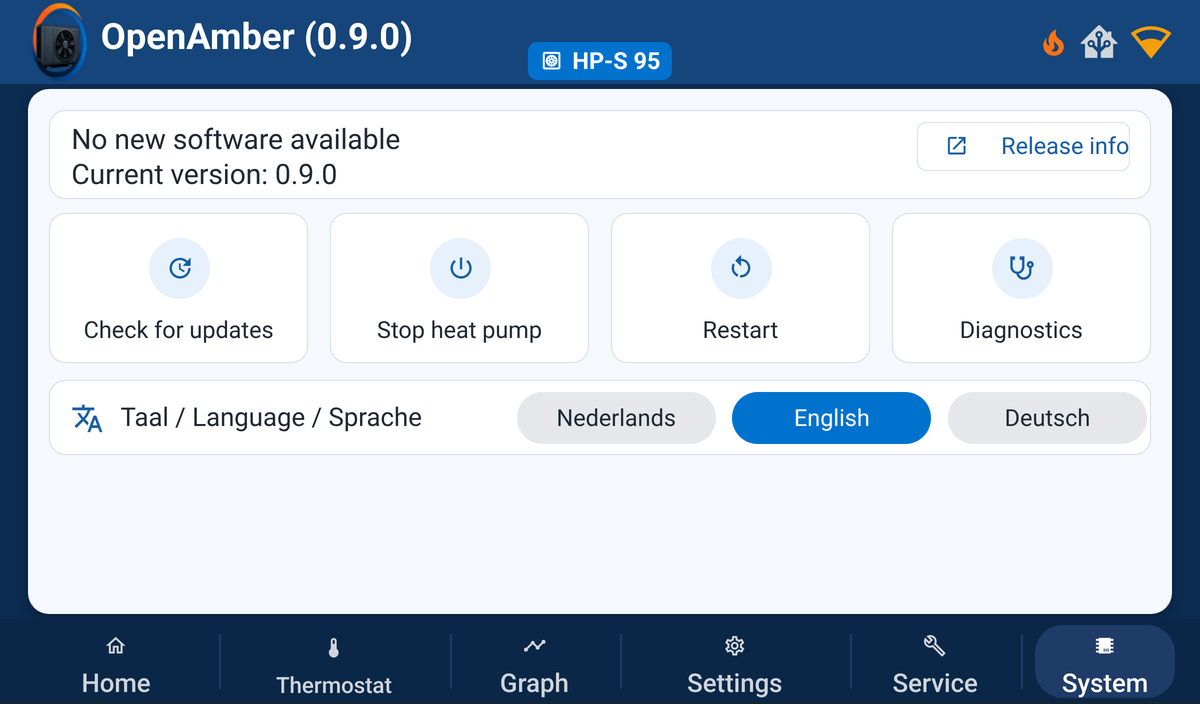 OpenAmber (0.9.0)
HP-S 95
No new software available
Current version: 0.9.0
Release info
Check for updates
Stop heat pump
Restart
Diagnostics
Taal / Language / Sprache
Nederlands
English
Deutsch
Home
Thermostat
Graph
Settings
Service
System